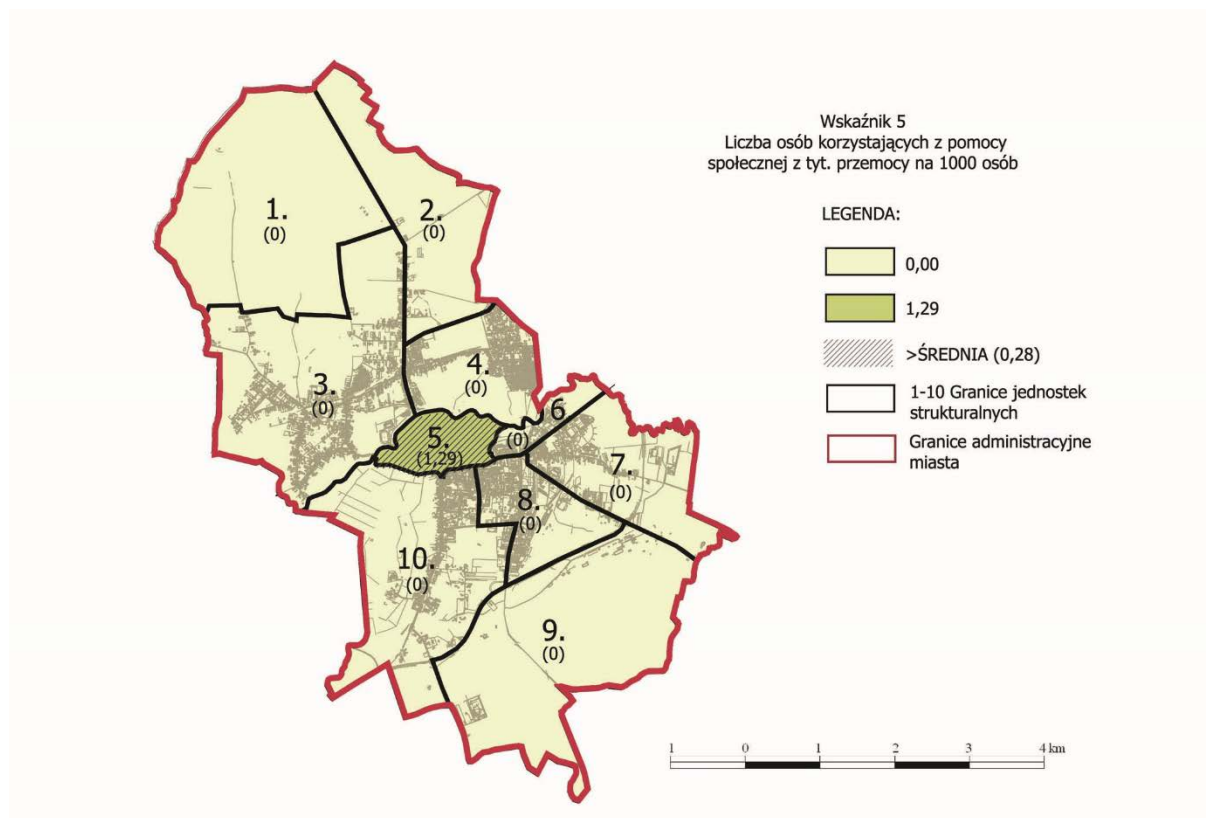 Wskaźnik 5
Liczba osób korzystających z pomocy
społecznej z tyt. przemocy na 1000 osób
LEGENDA:
0,00
1,29
>ŚREDNIA (0,28)
1-10 Granice jednostek
strukturalnych
Granice administracyjne
miasta
1.
(0)
2.
(0)
3.
(0)
4.
(0)
5.
(1,29)
6
(0)
7.
(0)
8.
(0)
9.
(0)
10.
(0)
1 0 1 2 3 4 km